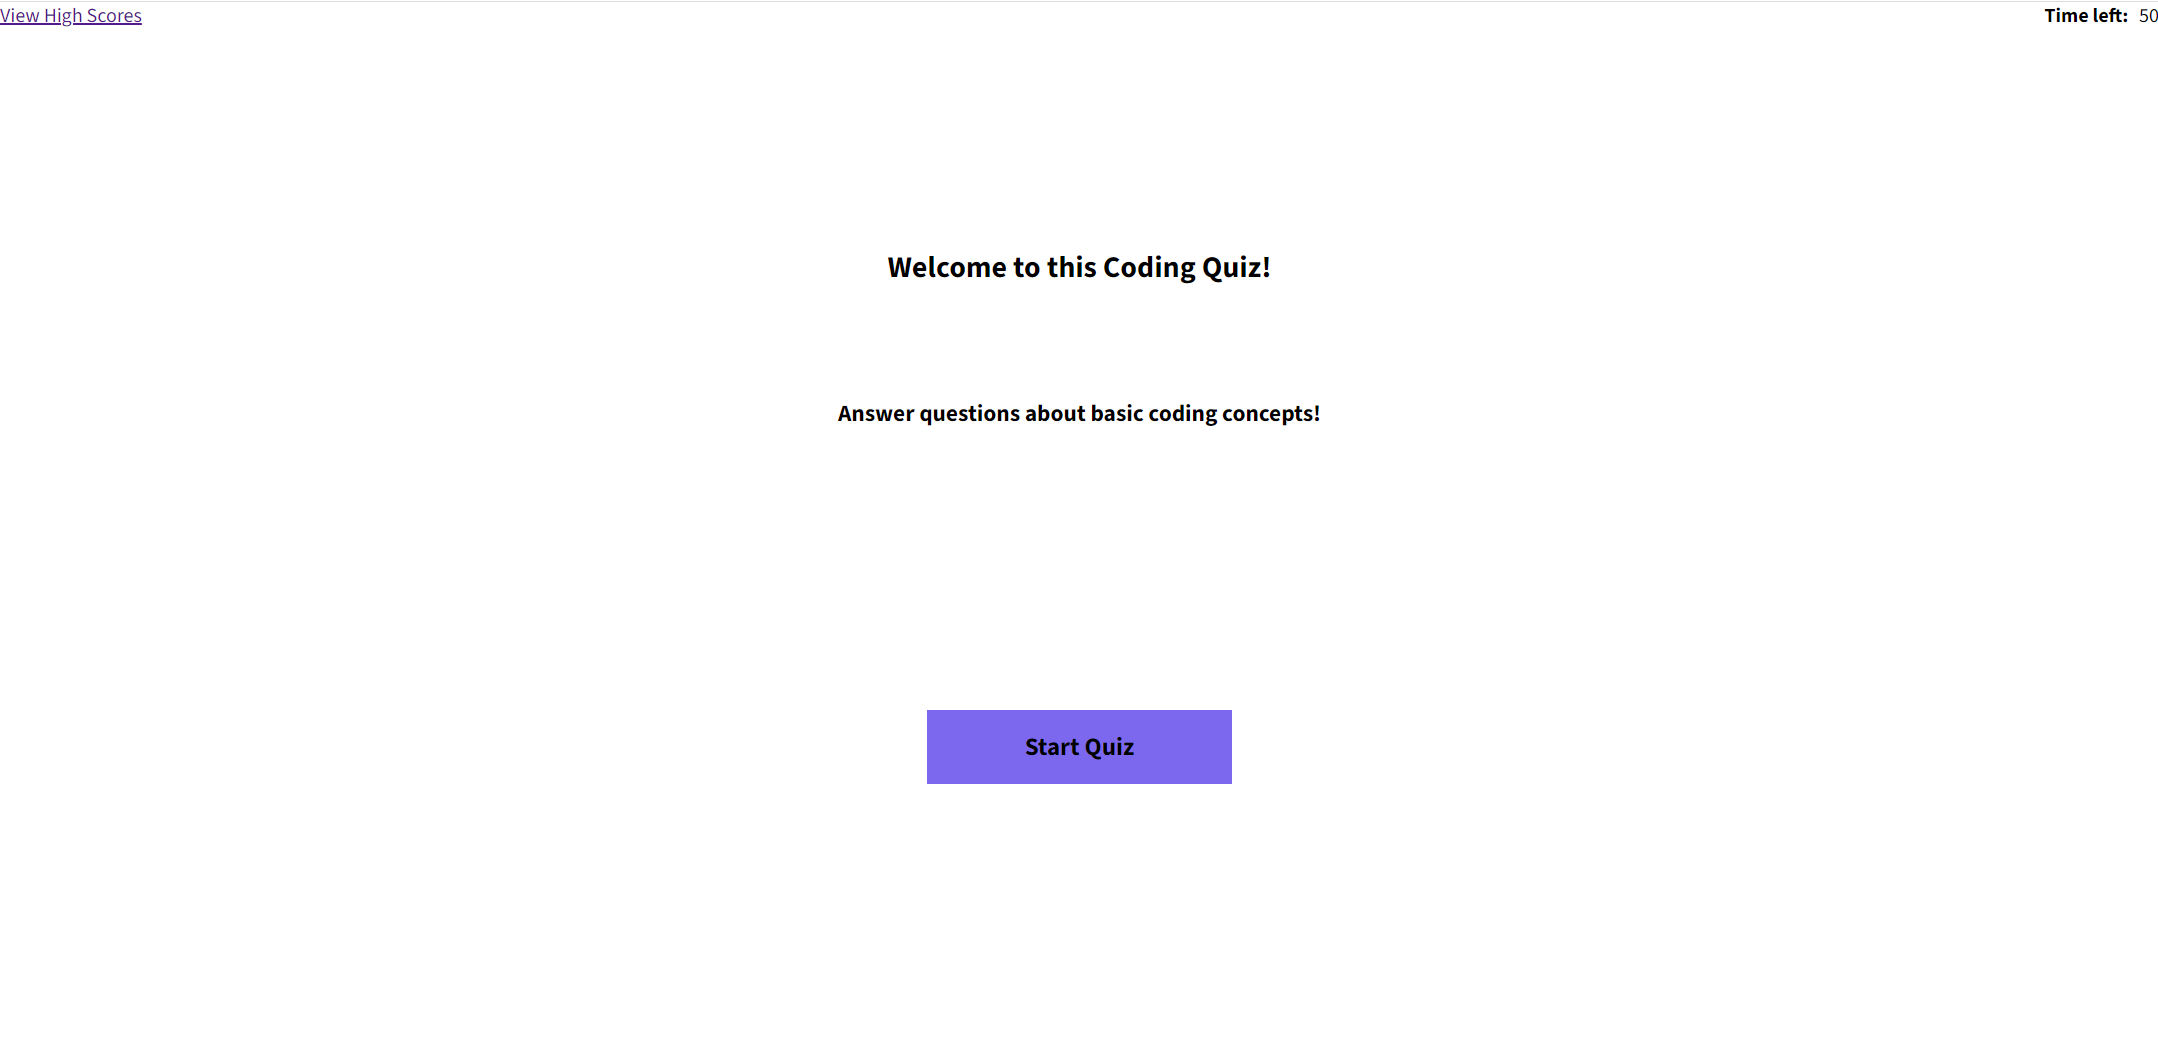 View High Scores
Time left: 50
Welcome to this Coding Quiz!
Answer questions about basic coding concepts!
Start Quiz